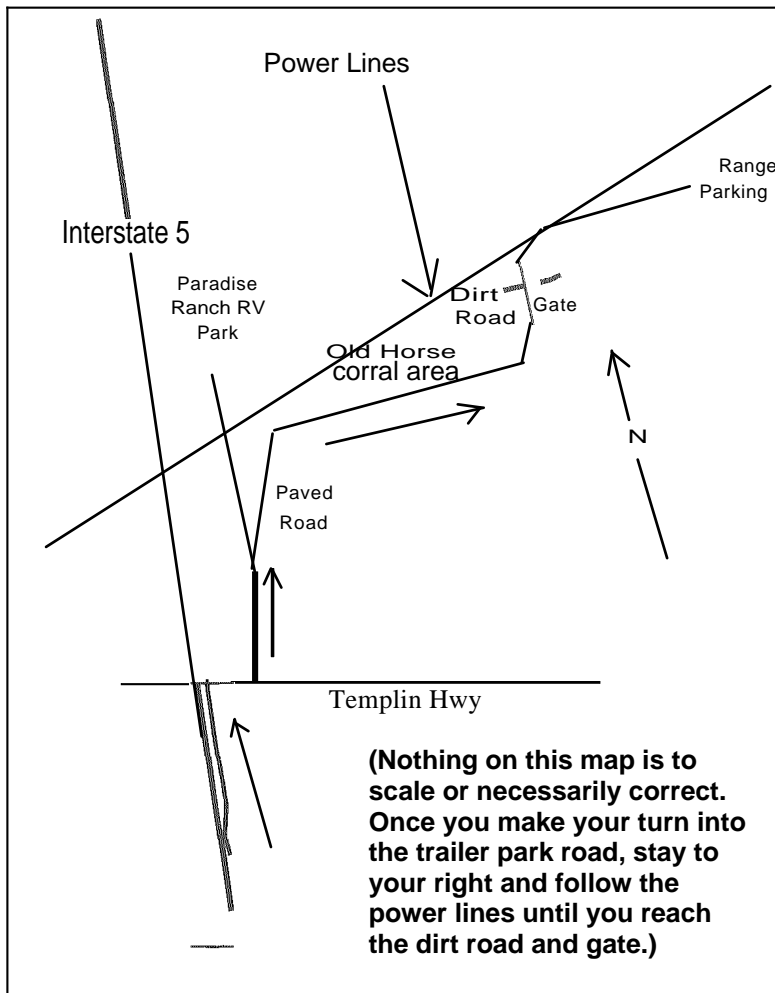 Power Lines
Range
Parking
Interstate 5
Paradise
Ranch RV
Park
Dirt
Road
Gate
Old Horse
corral area
N
Paved
Road
Templin Hwy
(Nothing on this map is to
scale or necessarily correct.
Once you make your turn into
the trailer park road, stay to
your right and follow the
power lines until you reach
the dirt road and gate.)